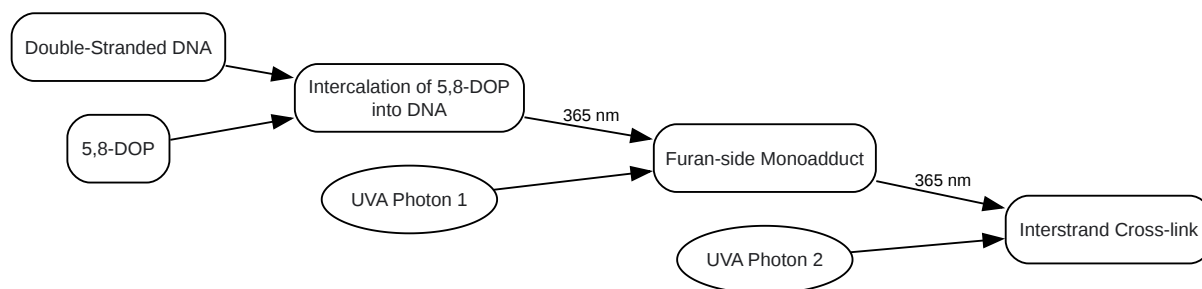 Double-Stranded DNA
5,8-DOP
Intercalation of 5,8-DOP
into DNA
365 nm
UVA Photon 1
Furan-side Monoadduct
365 nm
UVA Photon 2
Interstrand Cross-link